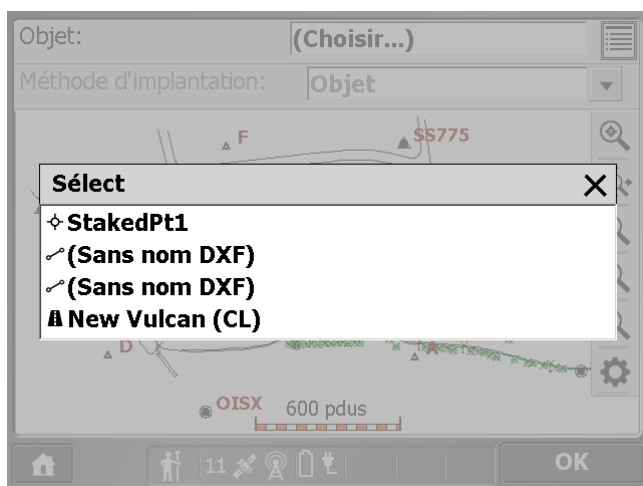 Objet: (Choisir...)
Méthode d'implantation: Objet
F
SS775
Sélect
StakedPt1
(Sans nom DXF)
(Sans nom DXF)
New Vulcan (CL)
D
A
OISX
600 pdus
11
OK